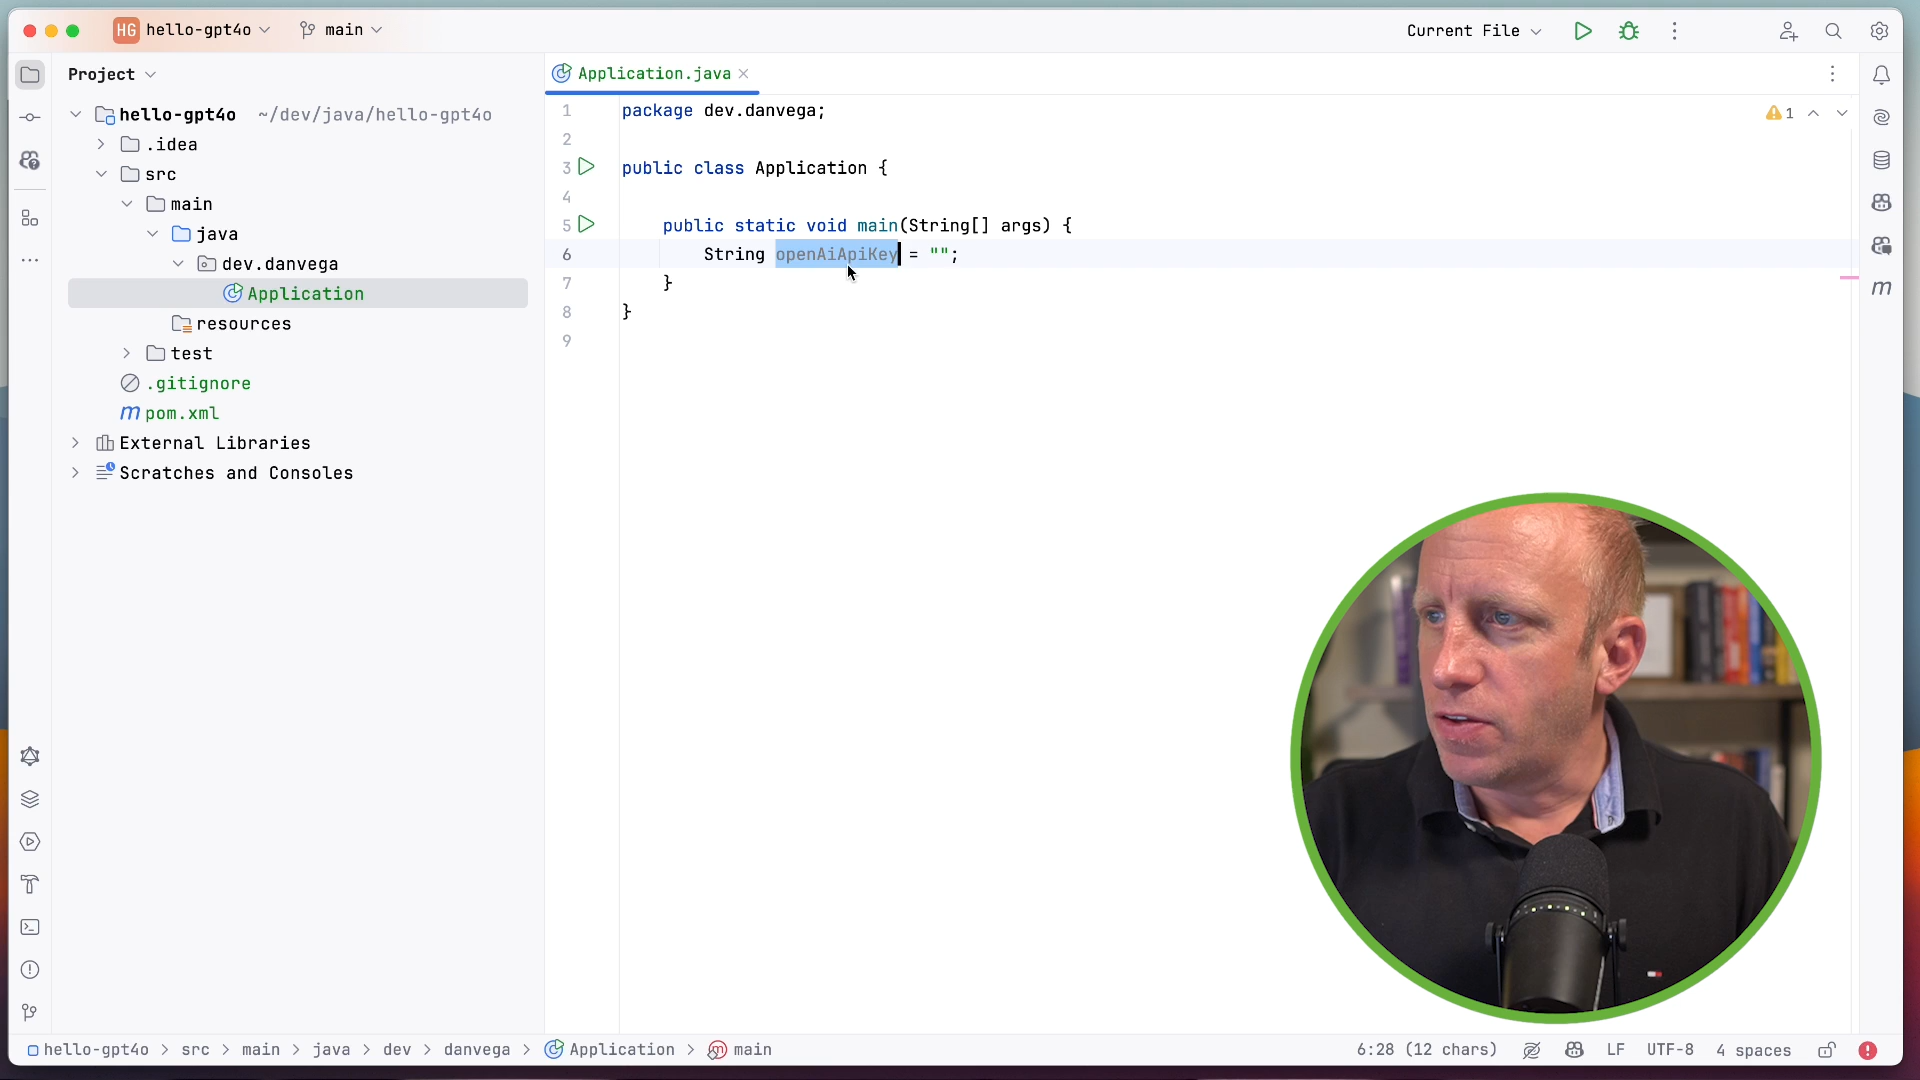 HG hello-gpt4o main Current File
Project
Application.java
hello-gpt4o ~/dev/java/hello-gpt4o
.idea
src
main
java
dev.danvega
Application
resources
test
.gitignore
m pom.xml
External Libraries
Scratches and Consoles
1 package dev.danvega;
2
3 public class Application {
4
5 public static void main(String[] args) {
6 String openAiApiKey = "";
7 }
8 }
9
1
m
hello-gpt4o > src > main > java > dev > danvega > Application > m main
6:28 (12 chars) LF UTF-8 4 spaces